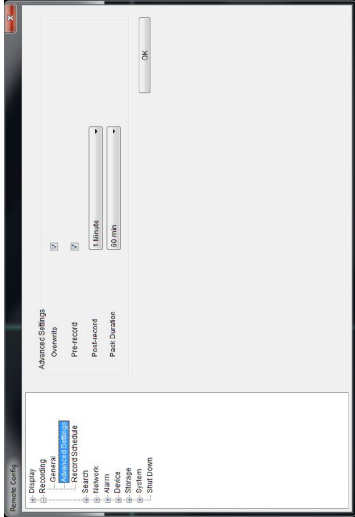 Remote Config
X
Display
Recording
General
Advanced Settings
Record Schedule
Search
Network
Alarm
Device
Storage
System
Shut Down
Advanced Settings
Overwrite
Pre-record
Post-record
1 Minute
Pack Duration
60 min
OK